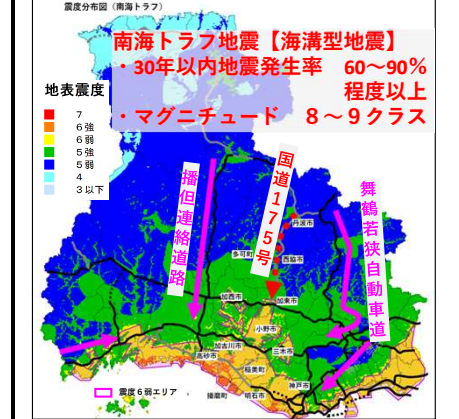 震度分布図(南海トラフ)
南海トラフ地震【海溝型地震】
・30年以内地震発生率 60~90%
程度以上
・マグニチュード 8~9クラス
地表震度
7
6強
6弱
5強
5弱
4
3以下
播但連絡道路
国道175号
舞鶴若狭自動車道
丹波市
多可町
西脇市
加西市
加東市
小野市
加古川市
三木市
高砂市
稲美町
神戸市
播磨町
明石市
震度6弱エリア